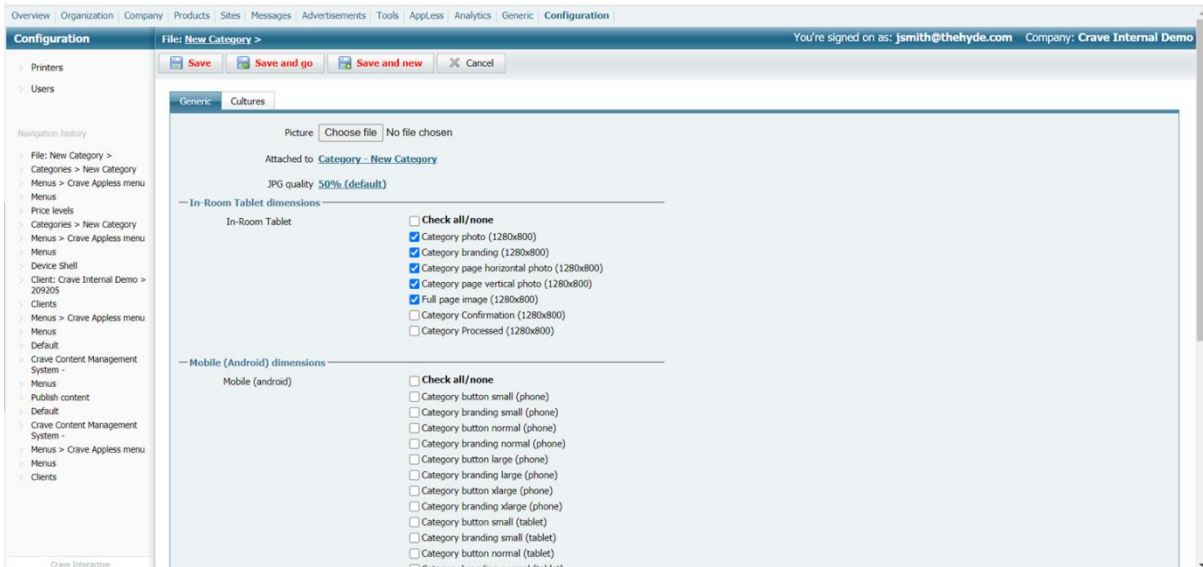 Overview Organization Company Products Sites Messages Advertisements Tools AppLess Analytics Generic Configuration
Configuration
File: New Category >
You're signed on as: jsmith@thehyde.com Company: Crave Internal Demo
Printers
Users
Navigation history
File: New Category >
Categories > New Category
Menus > Crave Appless menu
Menus
Price levels
Categories > New Category
Menus > Crave Appless menu
Menus
Device Shell
Client: Crave Internal Demo >
209205
Clients
Menus > Crave Appless menu
Menus
Default
Crave Content Management
System -
Menus
Publish content
Default
Crave Content Management
System -
Menus > Crave Appless menu
Menus
Clients
Crave Interactive
Save Save and go Save and new Cancel
Generic Cultures
Picture Choose file No file chosen
Attached to Category - New Category
JPG quality 50% (default)
In-Room Tablet dimensions
In-Room Tablet Check all/none
Category photo (1280x800)
Category branding (1280x800)
Category page horizontal photo (1280x800)
Category page vertical photo (1280x800)
Full page image (1280x800)
Category Confirmation (1280x800)
Category Processed (1280x800)
Mobile (Android) dimensions
Mobile (android) Check all/none
Category button small (phone)
Category branding small (phone)
Category button normal (phone)
Category branding normal (phone)
Category button large (phone)
Category branding large (phone)
Category button xlarge (phone)
Category branding xlarge (phone)
Category button small (tablet)
Category branding small (tablet)
Category button normal (tablet)